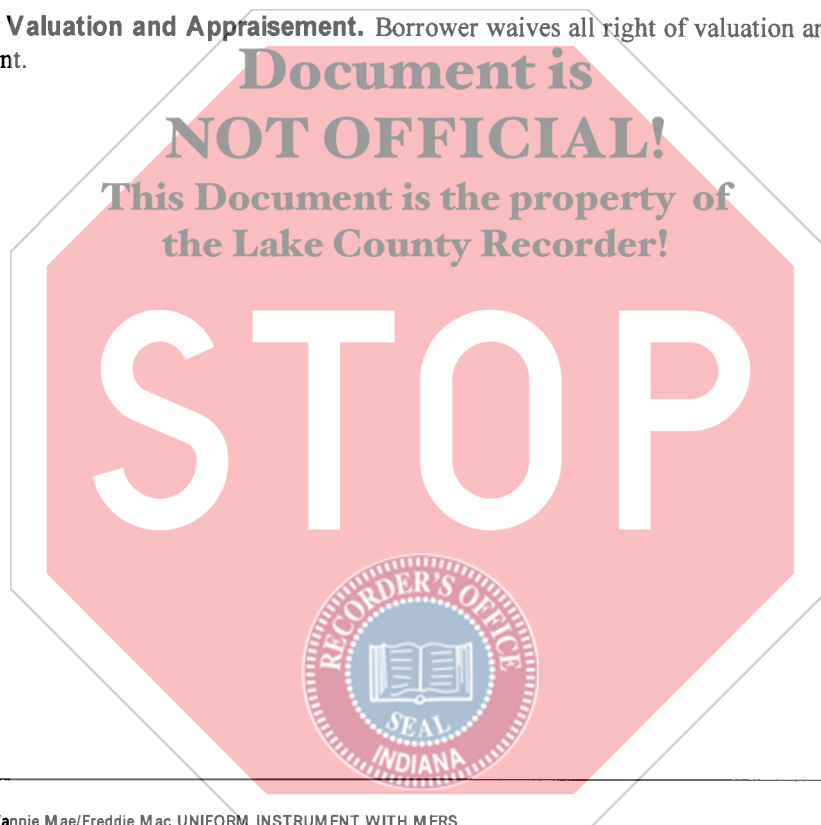 Valuation and Appraisement. Borrower waives all right of valuation
nt.
Document is
NOT OFFICIAL!
This Document is the property of
the Lake County Recorder!
STOP
RECORDER'S OFFICE
SEAL
INDIANA
annie Mae/Freddie Mac UNIFORM INSTRUMENT WITH MERS